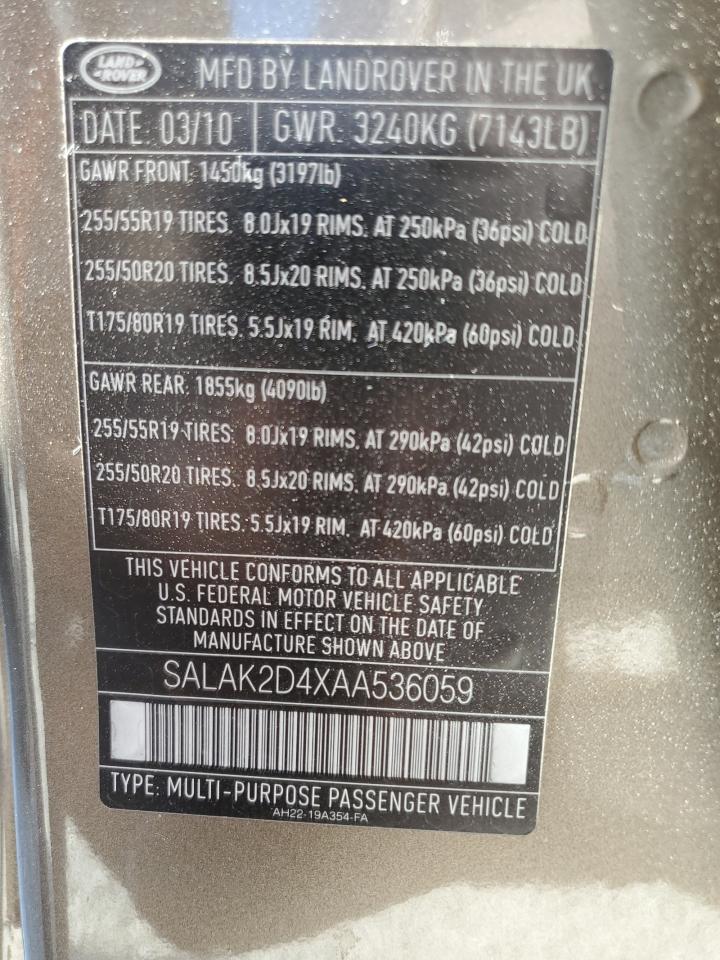 LAND ROVER
MFD BY LANDROVER IN THE UK
DATE: 03/10 GWR: 3240KG (7143LB)
GAWR FRONT: 1450kg (3197lb)
255/55R19 TIRES. 8.0Jx19 RIMS. AT 250kPa (36psi) COLD
255/50R20 TIRES. 8.5Jx20 RIMS. AT 250kPa (36psi) COLD
T175/80R19 TIRES. 5.5Jx19 RIM. AT 420kPa (60psi) COLD
GAWR REAR: 1855kg (4090lb)
255/55R19 TIRES. 8.0Jx19 RIMS. AT 290kPa (42psi) COLD
255/50R20 TIRES. 8.5Jx20 RIMS. AT 290kPa (42psi) COLD
T175/80R19 TIRES. 5.5Jx19 RIM. AT 420kPa (60psi) COLD
THIS VEHICLE CONFORMS TO ALL APPLICABLE
U.S. FEDERAL MOTOR VEHICLE SAFETY
STANDARDS IN EFFECT ON THE DATE OF
MANUFACTURE SHOWN ABOVE
SALAK2D4XAA536059
TYPE: MULTI-PURPOSE PASSENGER VEHICLE
AH22-19A354-FA